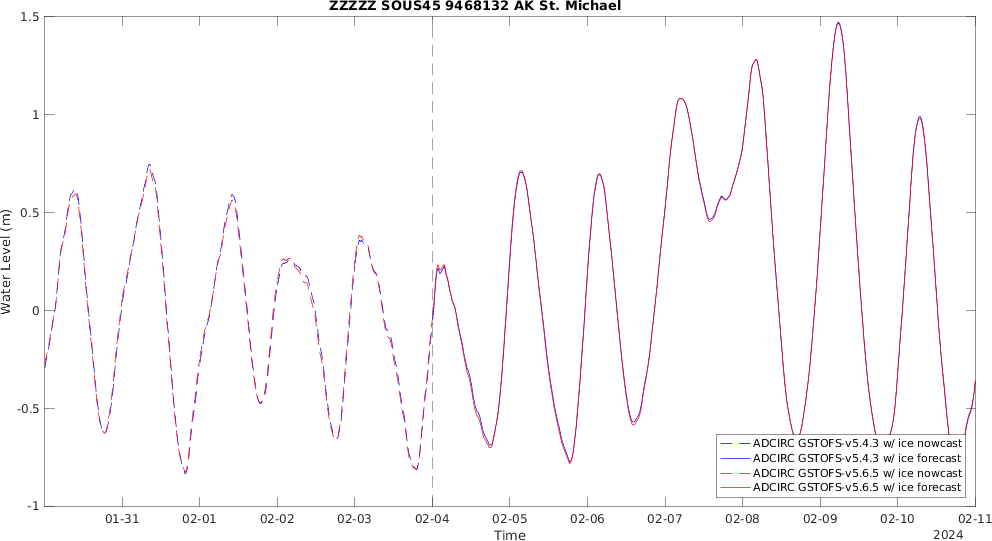 ZZZZZ SOUS45 9468132 AK St. Michael
1.5
1
0.5
0
-0.5
-1
Water Level (m)
ADCIRC GSTOFS-v5.4.3 w/ ice nowcast
ADCIRC GSTOFS-v5.4.3 w/ ice forecast
ADCIRC GSTOFS-v5.6.5 w/ ice nowcast
ADCIRC GSTOFS-v5.6.5 w/ ice forecast
01-31 02-01 02-02 02-03 02-04 02-05 02-06 02-07 02-08 02-09 02-10 02-11
Time
2024